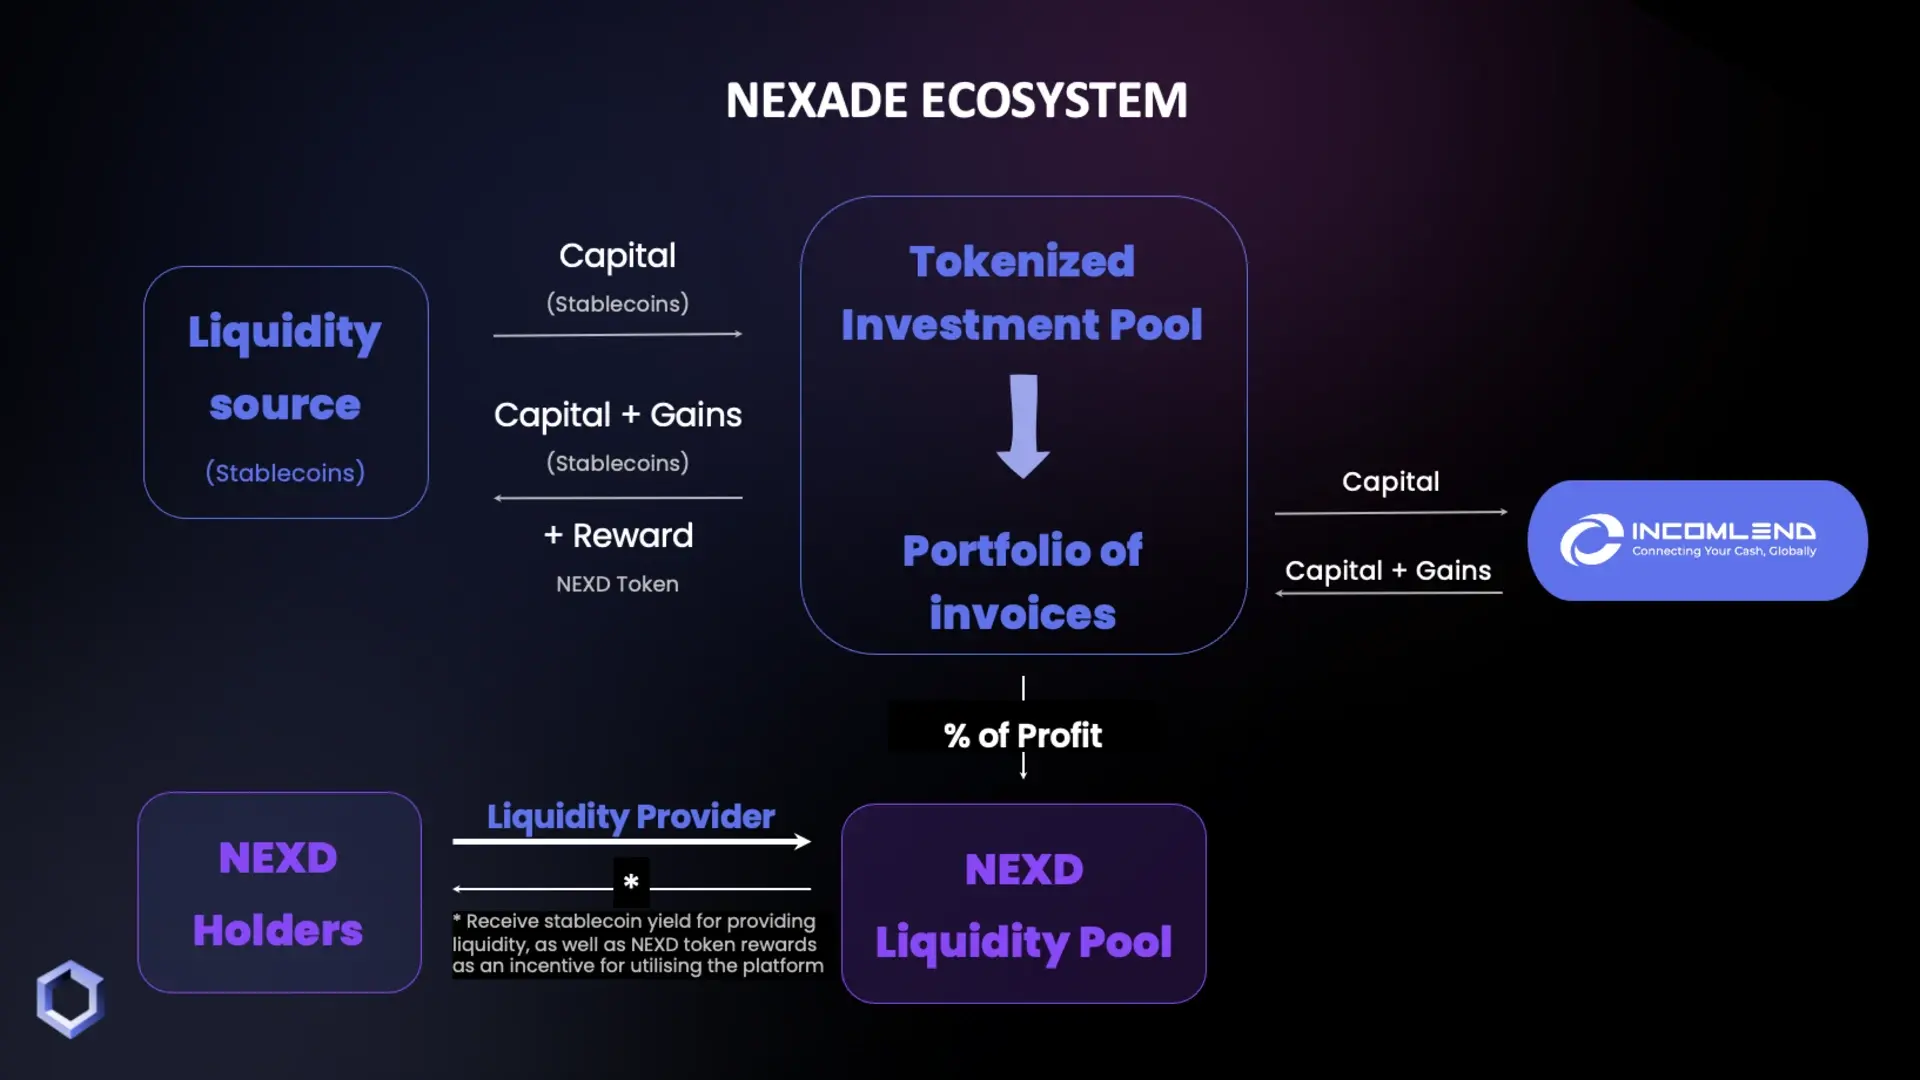 NEXADE ECOSYSTEM
Liquidity
source
(Stablecoins)
Capital
(Stablecoins)
Capital + Gains
(Stablecoins)
+ Reward
NEXD Token
Tokenized
Investment Pool
Portfolio of
invoices
Capital
Capital + Gains
INCOMLEND
Connecting Your Cash, Globally
% of Profit
NEXD
Holders
Liquidity Provider
*
* Receive stablecoin yield for providing
liquidity, as well as NEXD token rewards
as an incentive for utilising the platform
NEXD
Liquidity Pool